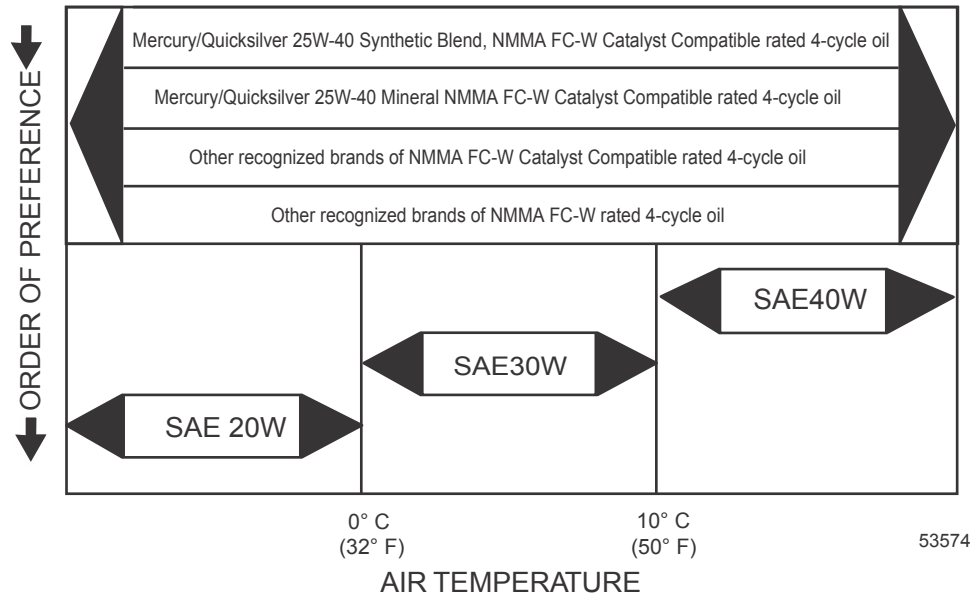 Mercury/Quicksilver 25W-40 Synthetic Blend, NMMA FC-W Catalyst Compatible rated 4-cycle oil
Mercury/Quicksilver 25W-40 Mineral NMMA FC-W Catalyst Compatible rated 4-cycle oil
Other recognized brands of NMMA FC-W Catalyst Compatible rated 4-cycle oil
Other recognized brands of NMMA FC-W rated 4-cycle oil
ORDER OF PREFERENCE
SAE40W
SAE30W
SAE 20W
0° C
(32° F)
10° C
(50° F)
53574
AIR TEMPERATURE